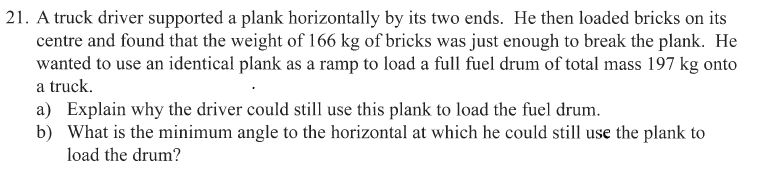 21. A truck driver supported a plank horizontally by its two ends. He then loaded bricks on its
centre and found that the weight of 166 kg of bricks was just enough to break the plank. He
wanted to use an identical plank as a ramp to load a full fuel drum of total mass 197 kg onto
a truck.
a) Explain why the driver could still use this plank to load the fuel drum.
b) What is the minimum angle to the horizontal at which he could still use the plank to
load the drum?